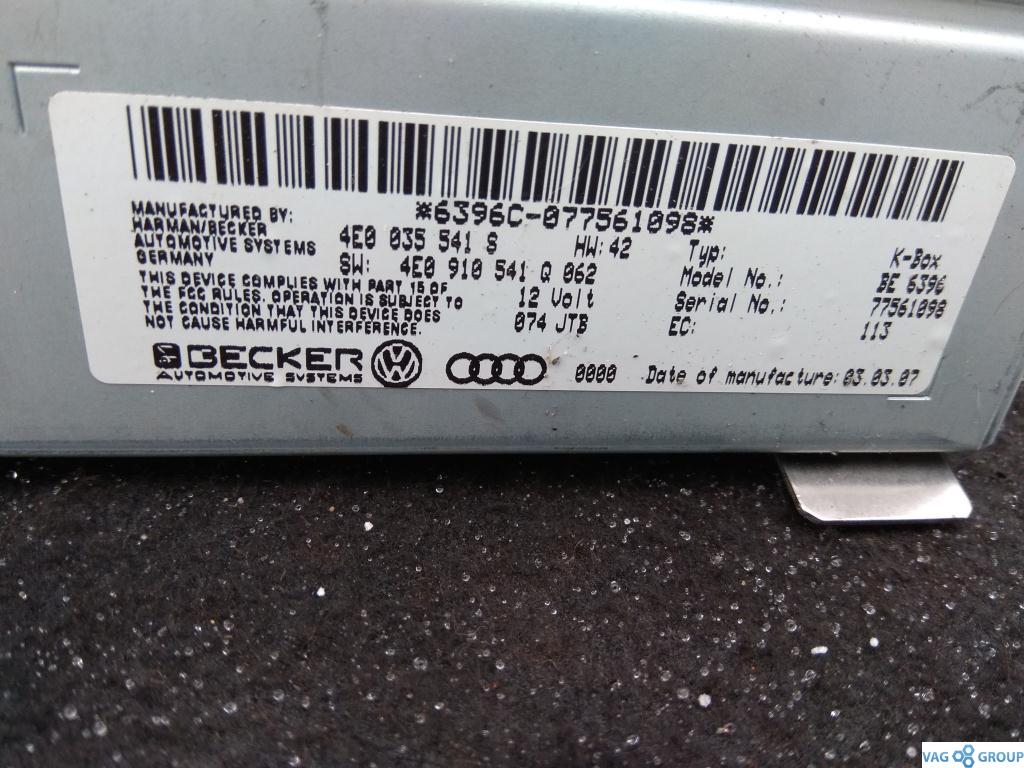 *6396C-077561098*
MANUFACTURED BY:
HARMAN/BECKER
AUTOMOTIVE SYSTEMS
GERMANY
4E0 035 541 S HW: 42
SW: 4E0 910 541 Q 062
12 Volt
074 JTB
Typ: K-Box
Model No.: BE 6396
Serial No.: 77561098
EC: 113
THIS DEVICE COMPLIES WITH PART 15 OF
THE FCC RULES. OPERATION IS SUBJECT TO
THE CONDITION THAT THIS DEVICE DOES
NOT CAUSE HARMFUL INTERFERENCE.
BECKER
AUTOMOTIVE SYSTEMS
0000 Date of manufacture: 03.03.07
VAG GROUP